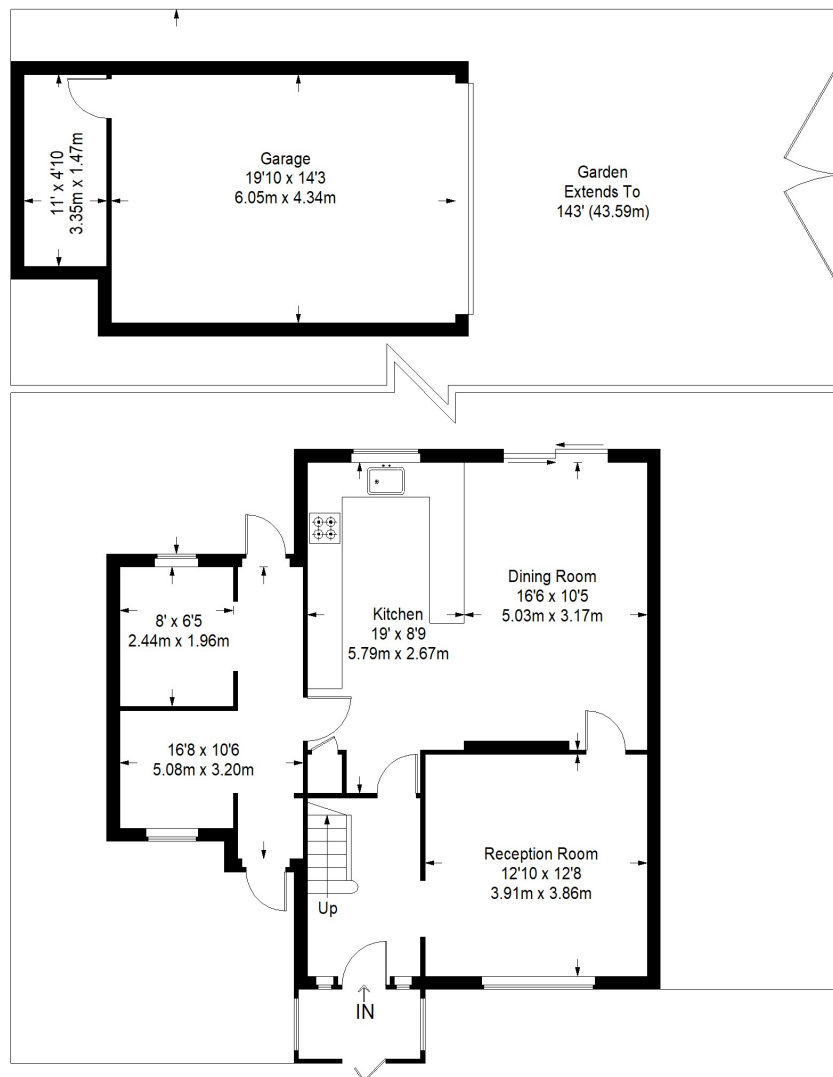 Garage
19'10 x 14'3
6.05m x 4.34m
11' x 4'10
3.35m x 1.47m
Garden
Extends To
143' (43.59m)
Dining Room
16'6 x 10'5
5.03m x 3.17m
Kitchen
19' x 8'9
5.79m x 2.67m
8' x 6'5
2.44m x 1.96m
16'8 x 10'6
5.08m x 3.20m
Reception Room
12'10 x 12'8
3.91m x 3.86m
Up
IN